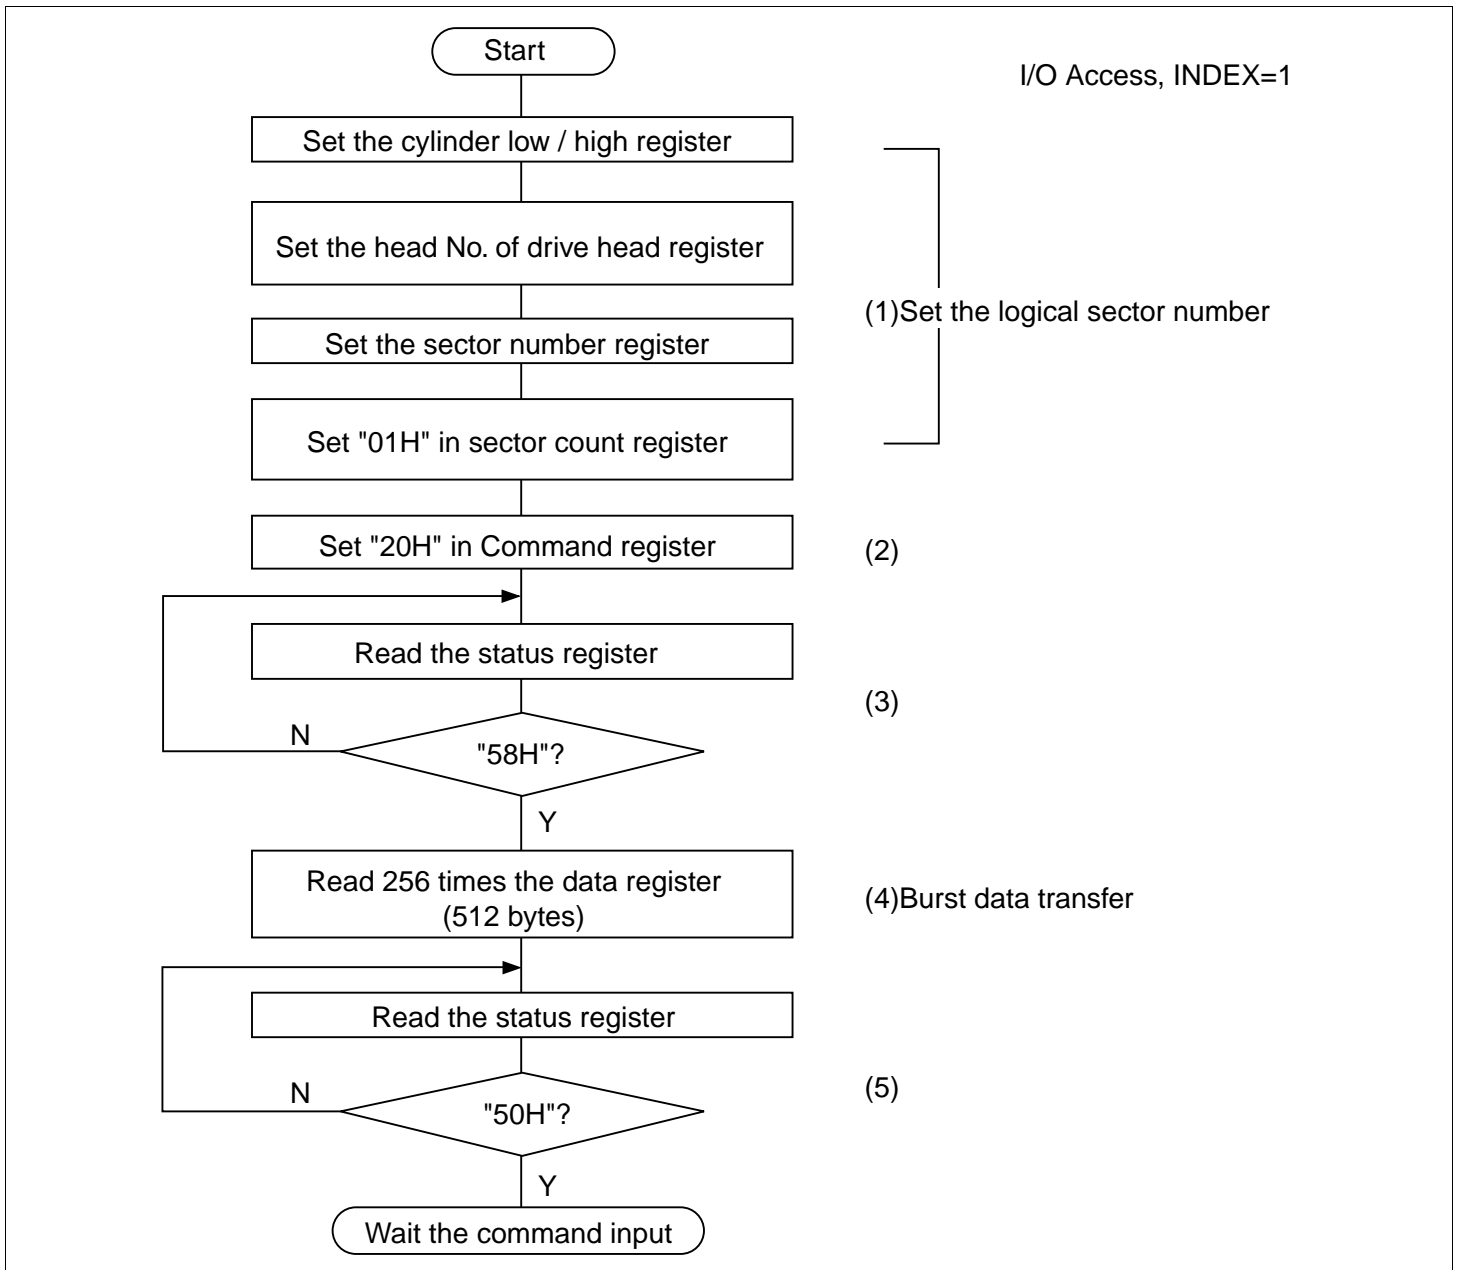 Start
I/O Access, INDEX=1
Set the cylinder low / high register
Set the head No. of drive head register
(1)Set the logical sector number
Set the sector number register
Set "01H" in sector count register
Set "20H" in Command register
(2)
Read the status register
(3)
N
"58H"?
Y
Read 256 times the data register
(512 bytes)
(4)Burst data transfer
Read the status register
(5)
N
"50H"?
Y
Wait the command input